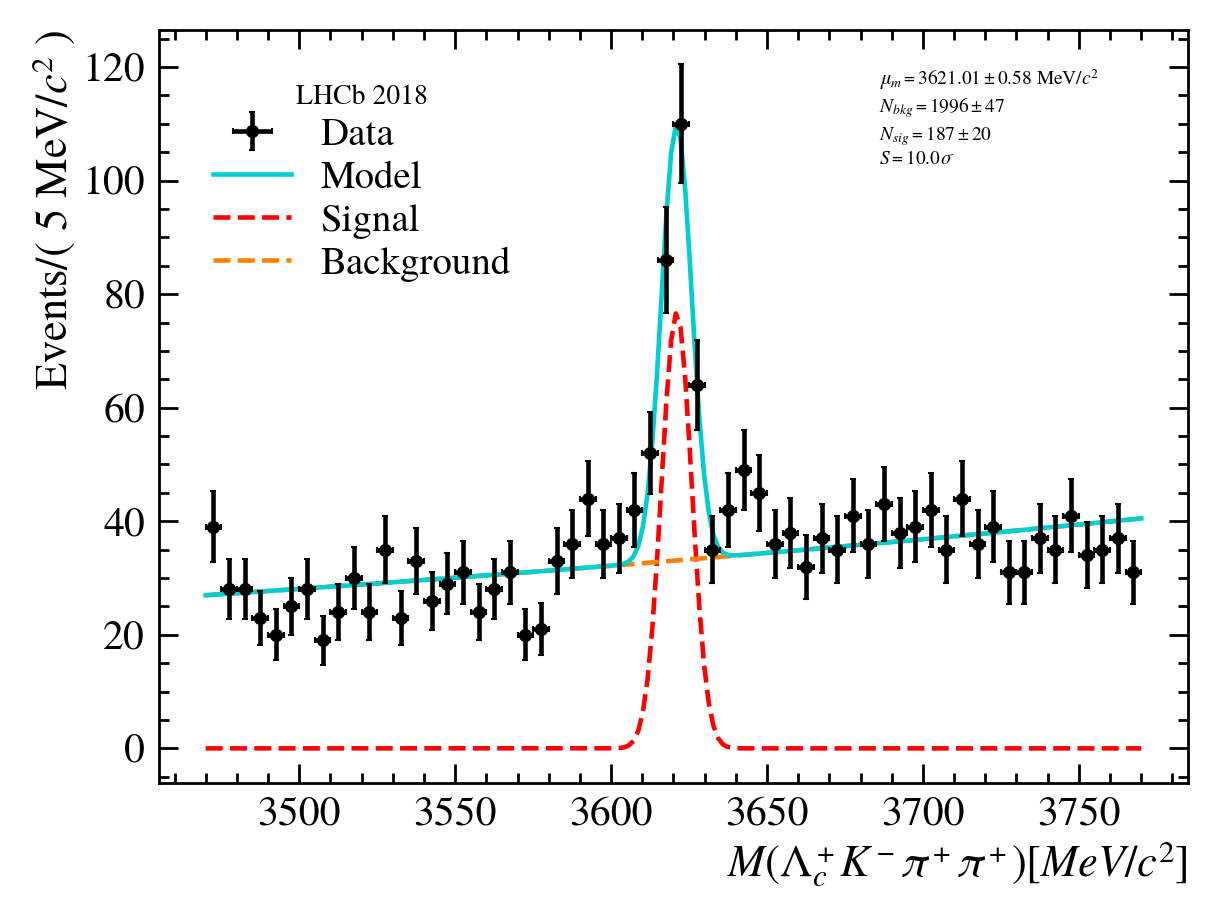 Events/( 5 MeV/c² )
120
100
80
60
40
20
0
LHCb 2018
Data
Model
Signal
Background
μₘ = 3621.01 ± 0.58 MeV/c²
N_bkg = 1996 ± 47
N_sig = 187 ± 20
S = 10.0σ
3500 3550 3600 3650 3700 3750
M(Λ_c⁺K⁻π⁺π⁺)[MeV/c²]